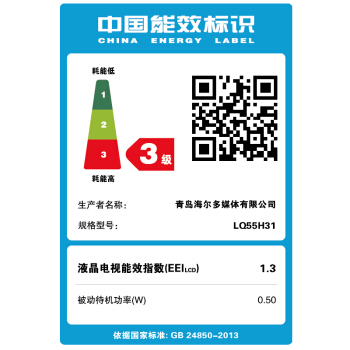 中国能效标识
CHINA ENERGY LABEL
耗能低
1
2
3
3级
耗能高
生产者名称: 青岛海尔多媒体有限公司
规格型号: LQ55H31
液晶电视能效指数(EEILCD) 1.3
被动待机功率(W) 0.50
依据国家标准: GB 24850-2013